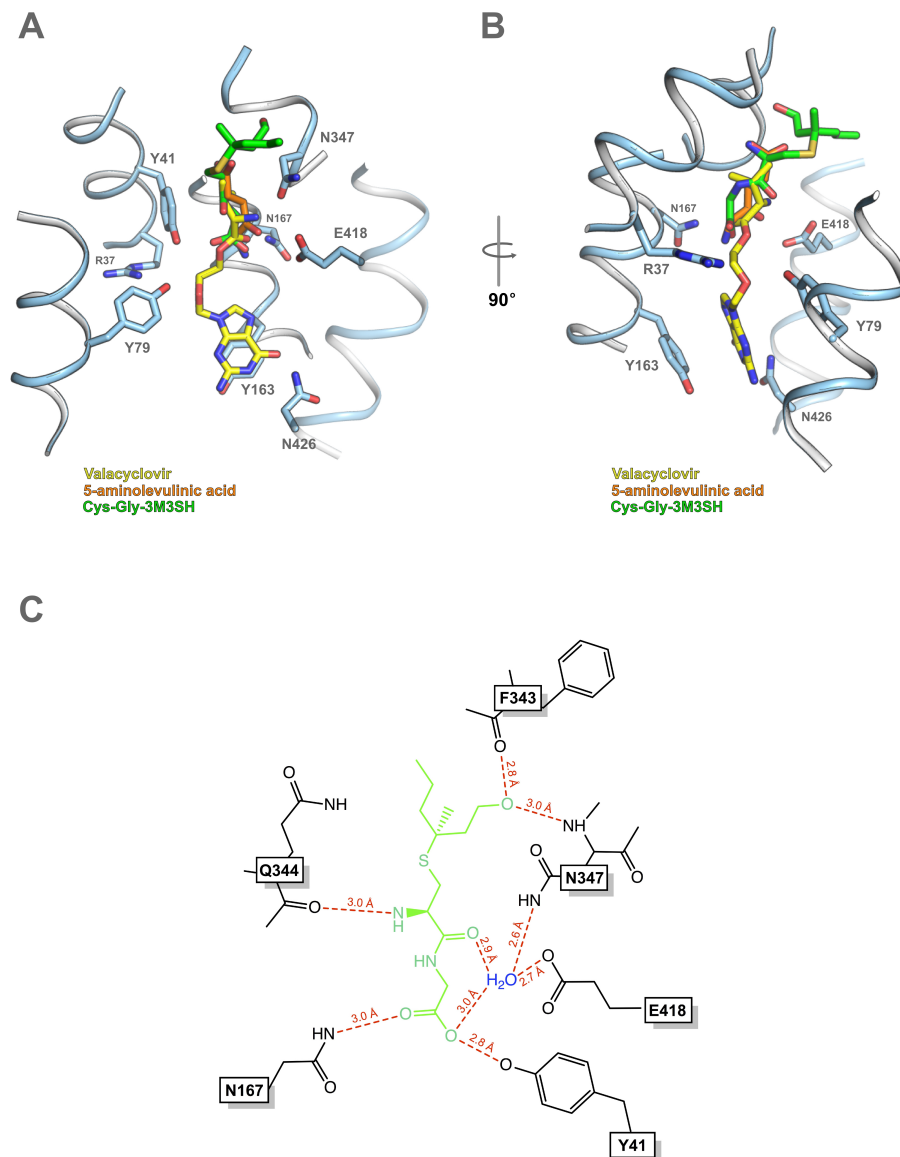 A
B
N347
Y41
N167
E418
R37
Y79
Y163
N426
Valacyclovir
5-aminolevulinic acid
Cys-Gly-3M3SH
90°
N167
E418
R37
Y79
Y163
N426
Valacyclovir
5-aminolevulinic acid
Cys-Gly-3M3SH
C
F343
O
2.8 Å
O
3.0 Å
NH
O
NH
S
Q344
O
3.0 Å
NH
O
N347
O
NH
2.6 Å
O
2.9 Å
NH
H2O
2.7 Å
O
O
E418
3.0 Å
O
3.0 Å
NH
O
2.8 Å
O
N167
O
Y41